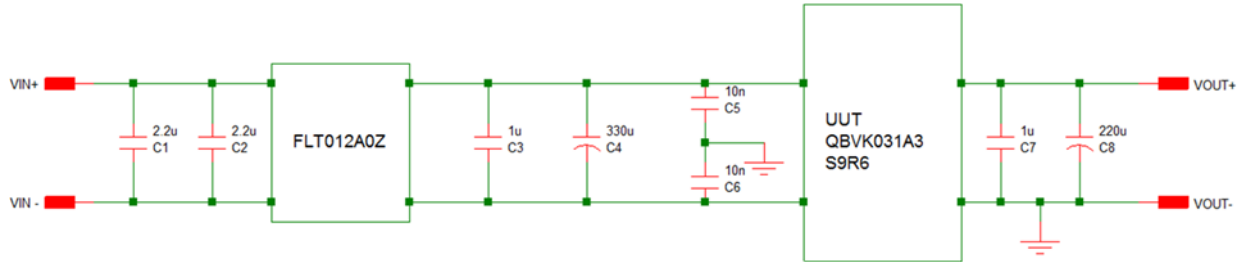 VIN+
2.2u
C1
2.2u
C2
FLT012A0Z
1u
C3
330u
C4
10n
C5
10n
C6
UUT
QBVK031A3
S9R6
1u
C7
220u
C8
VOUT+
VIN -
VOUT-